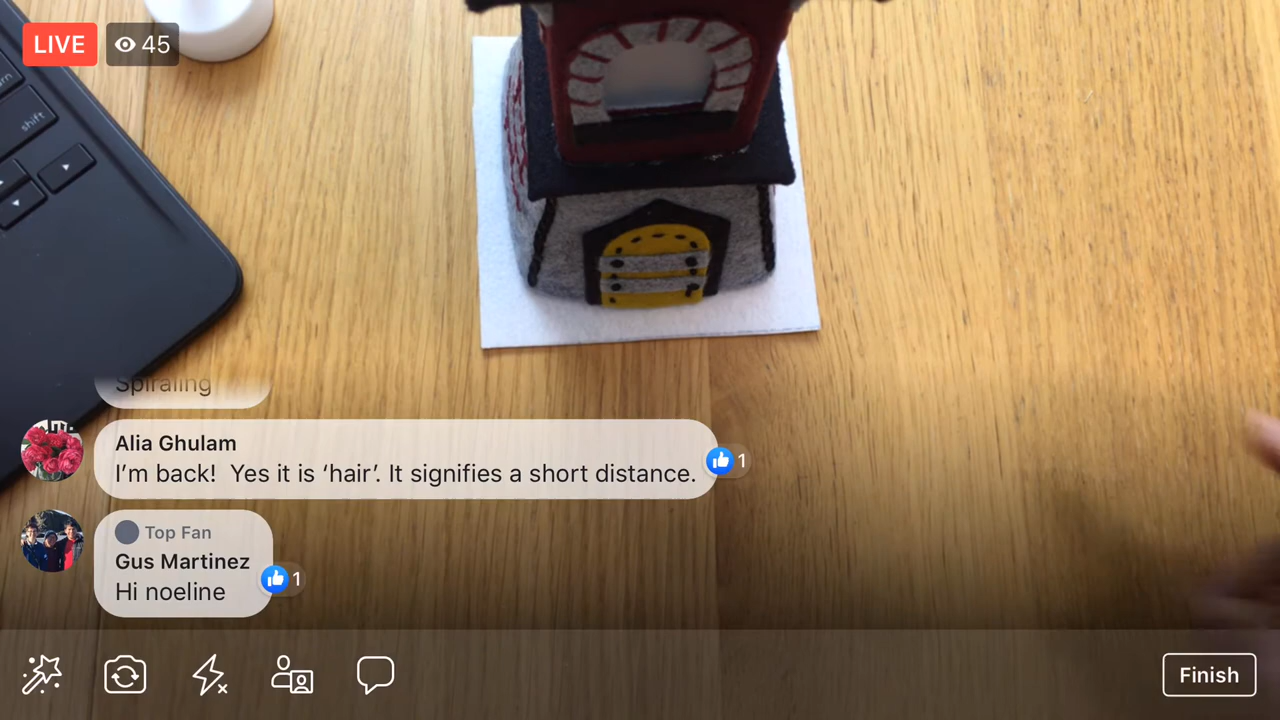 LIVE
45
shift
Spiraling
Alia Ghulam
I'm back!  Yes it is ‘hair’. It signifies a short distance.
1
Top Fan
Gus Martinez
Hi noeline
1
Finish